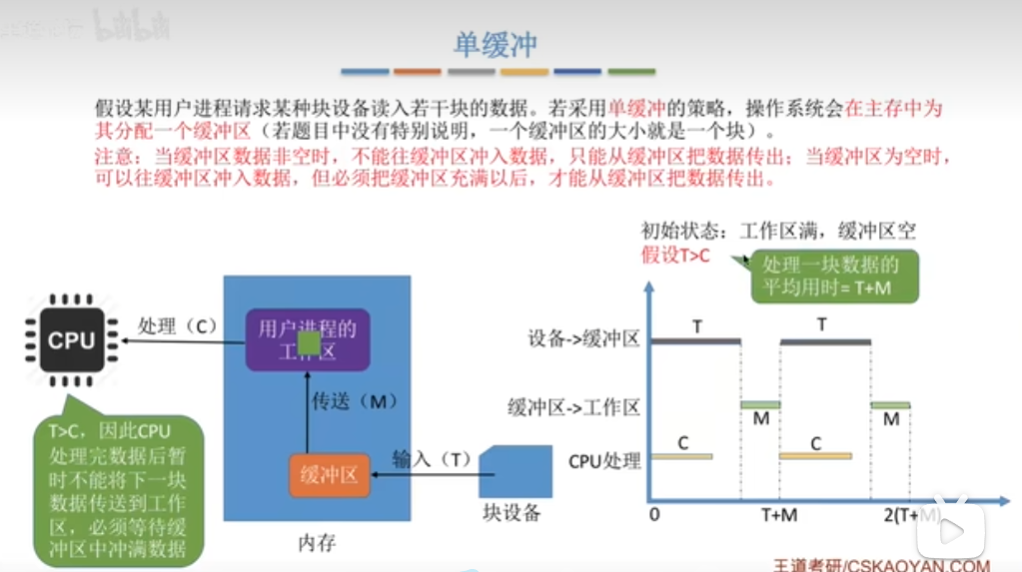 单缓冲
假设某用户进程请求某种块设备读入若干块的数据。若采用单缓冲的策略，操作系统会在主存中为
其分配一个缓冲区（若题目中没有特别说明，一个缓冲区的大小就是一个块）。
注意：当缓冲区数据非空时，不能往缓冲区冲入数据，只能从缓冲区把数据传出；当缓冲区为空时，
可以往缓冲区冲入数据，但必须把缓冲区充满以后，才能从缓冲区把数据传出。
初始状态：工作区满，缓冲区空
假设T>C
处理一块数据的
平均用时= T+M
CPU
处理（C）
用户进程的
工作区
传送（M）
缓冲区
输入（T）
块设备
内存
T>C，因此CPU
处理完数据后暂
时不能将下一块
数据传送到工作
区，必须等待缓
冲区中冲满数据
设备->缓冲区
T
T
缓冲区->工作区
M
M
CPU处理
C
C
0
T+M
2(T+M)
王道考研/CSKAOYAN.COM
bilibili